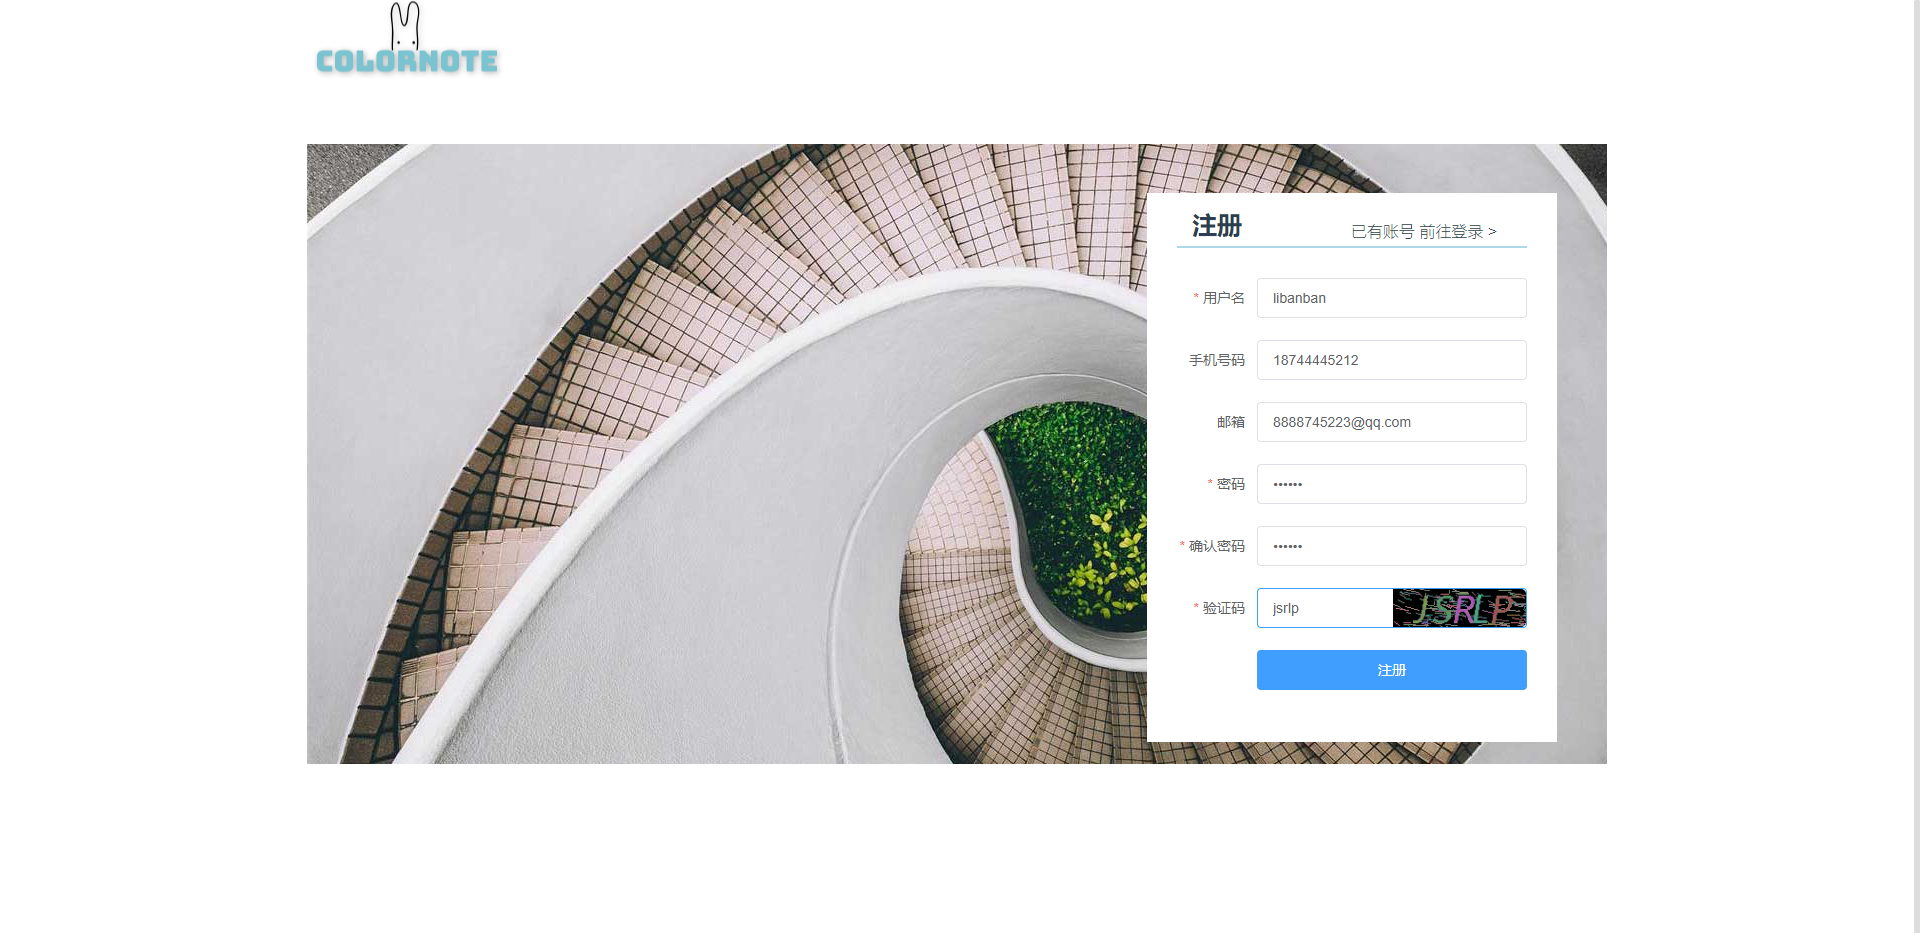 COLORNOTE
注册
已有账号 前往登录 >
* 用户名 libanban
手机号码 18744445212
邮箱 8888745223@qq.com
* 密码 ••••••
* 确认密码 ••••••
* 验证码 jsrlp JSRLP
注册